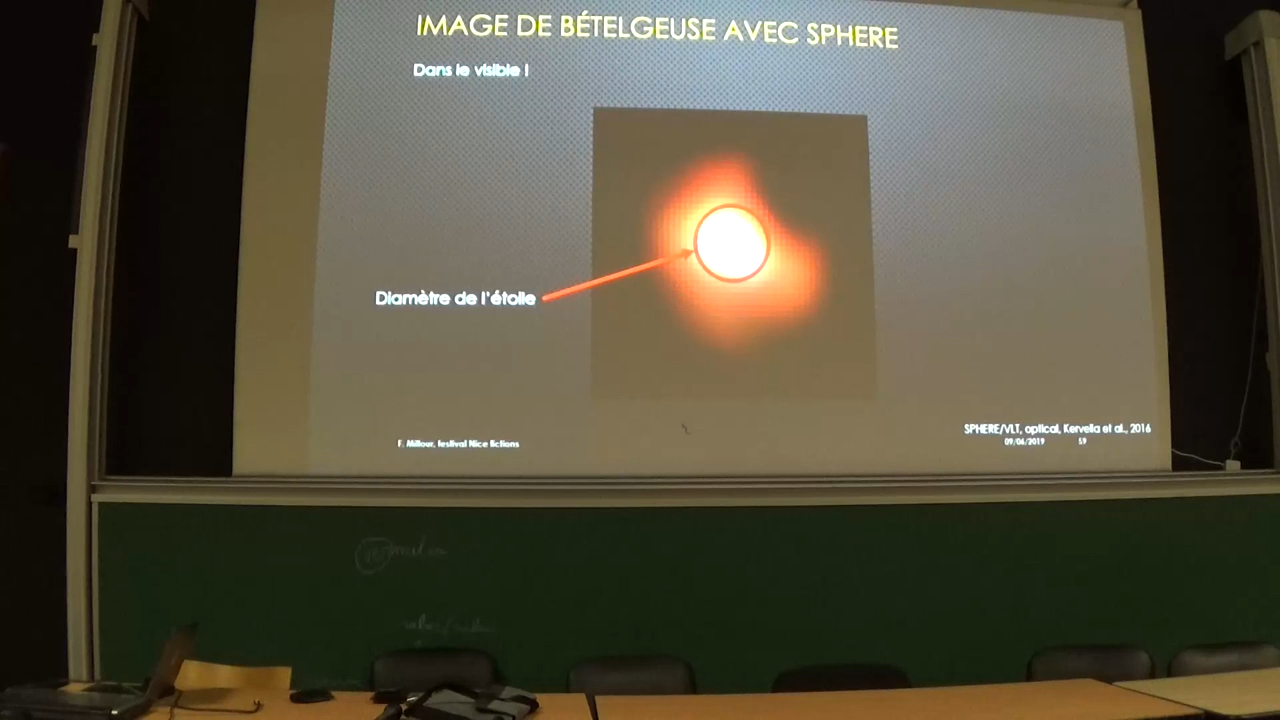 IMAGE DE BÉTELGEUSE AVEC SPHERE
Dans le visible !
Diamètre de l'étoile
SPHERE/VLT, optical, Kervella et al., 2016
F. Millour, festival Nice fictions
09/06/2019
59